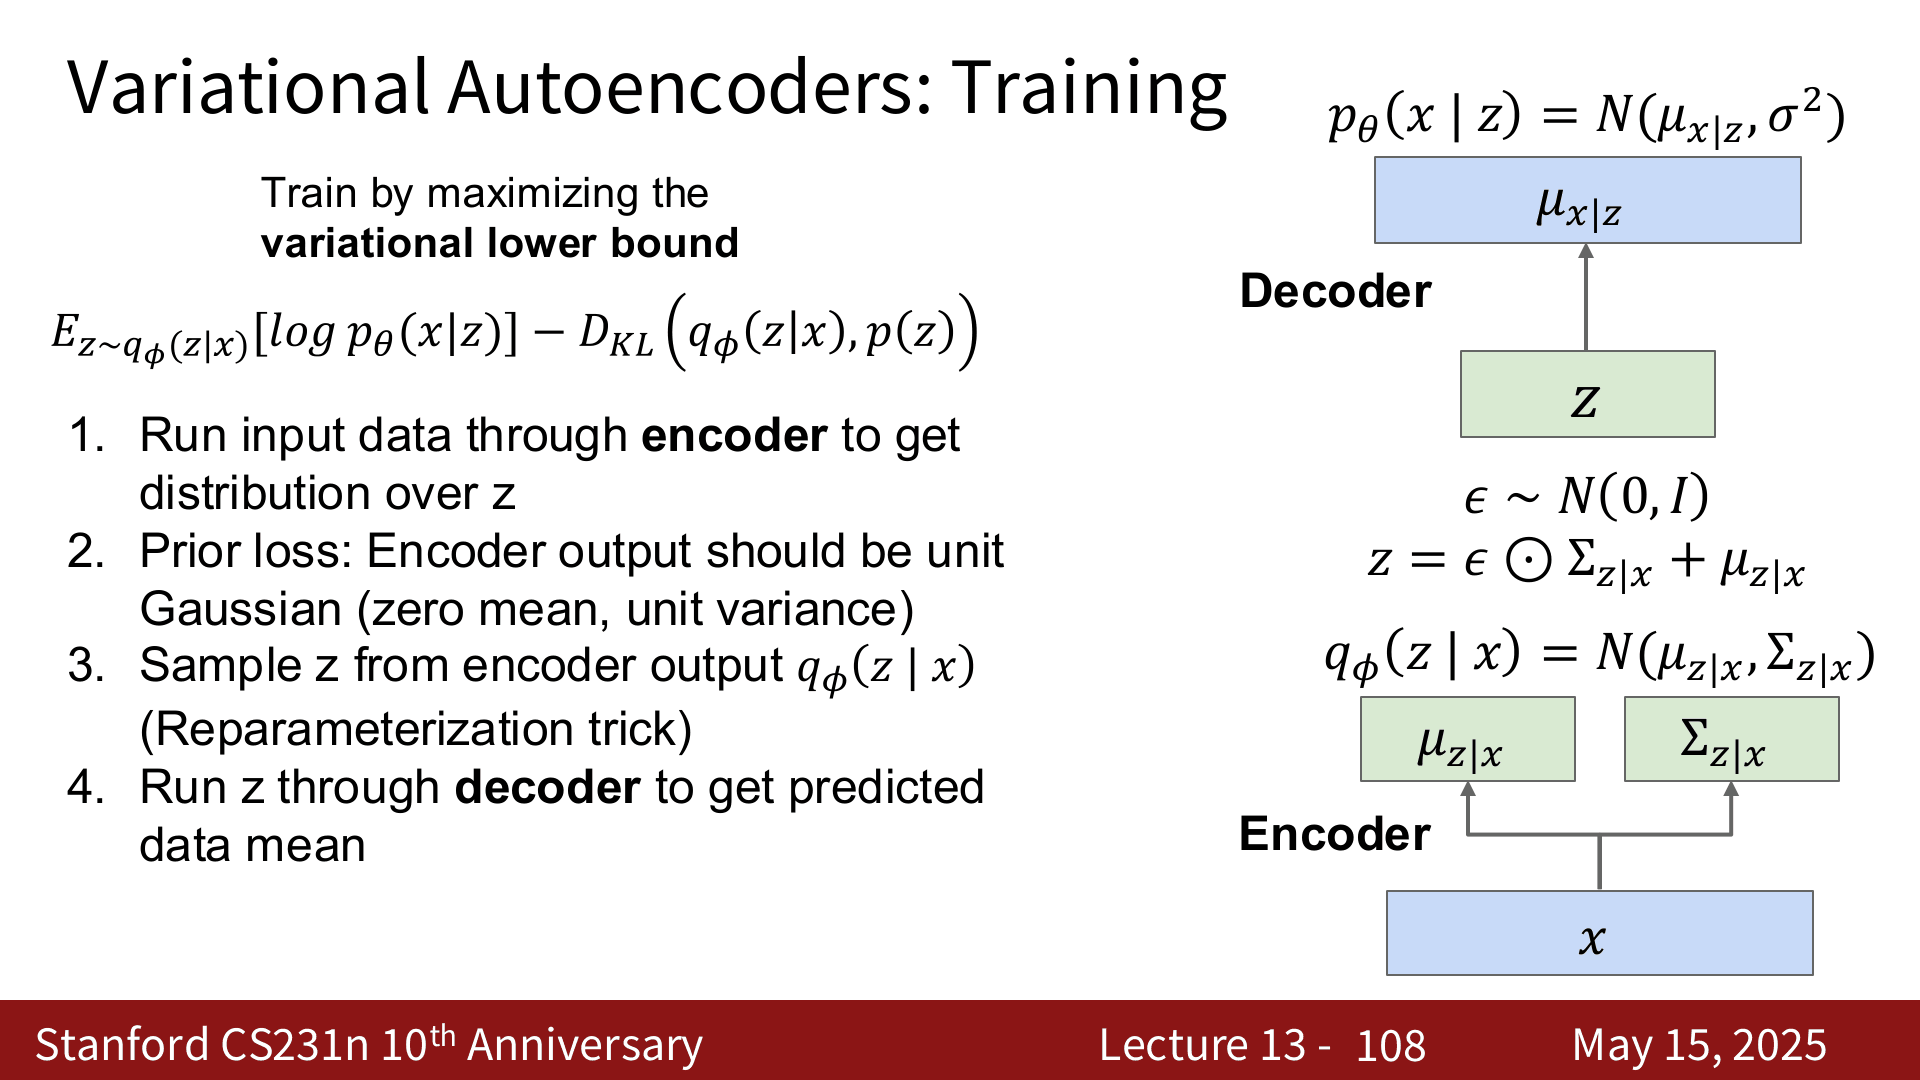 Variational Autoencoders: Training
Train by maximizing the
variational lower bound
E_{z∼q_ϕ(z|x)}[log p_θ(x|z)] − D_{KL}(q_ϕ(z|x), p(z))
1. Run input data through encoder to get
distribution over z
2. Prior loss: Encoder output should be unit
Gaussian (zero mean, unit variance)
3. Sample z from encoder output q_ϕ(z | x)
(Reparameterization trick)
4. Run z through decoder to get predicted
data mean
p_θ(x | z) = N(μ_{x|z}, σ²)
μ_{x|z}
Decoder
z
ϵ ∼ N(0, I)
z = ϵ ⊙ Σ_{z|x} + μ_{z|x}
q_ϕ(z | x) = N(μ_{z|x}, Σ_{z|x})
μ_{z|x} Σ_{z|x}
Encoder
x
Stanford CS231n 10th Anniversary Lecture 13 - 108 May 15, 2025